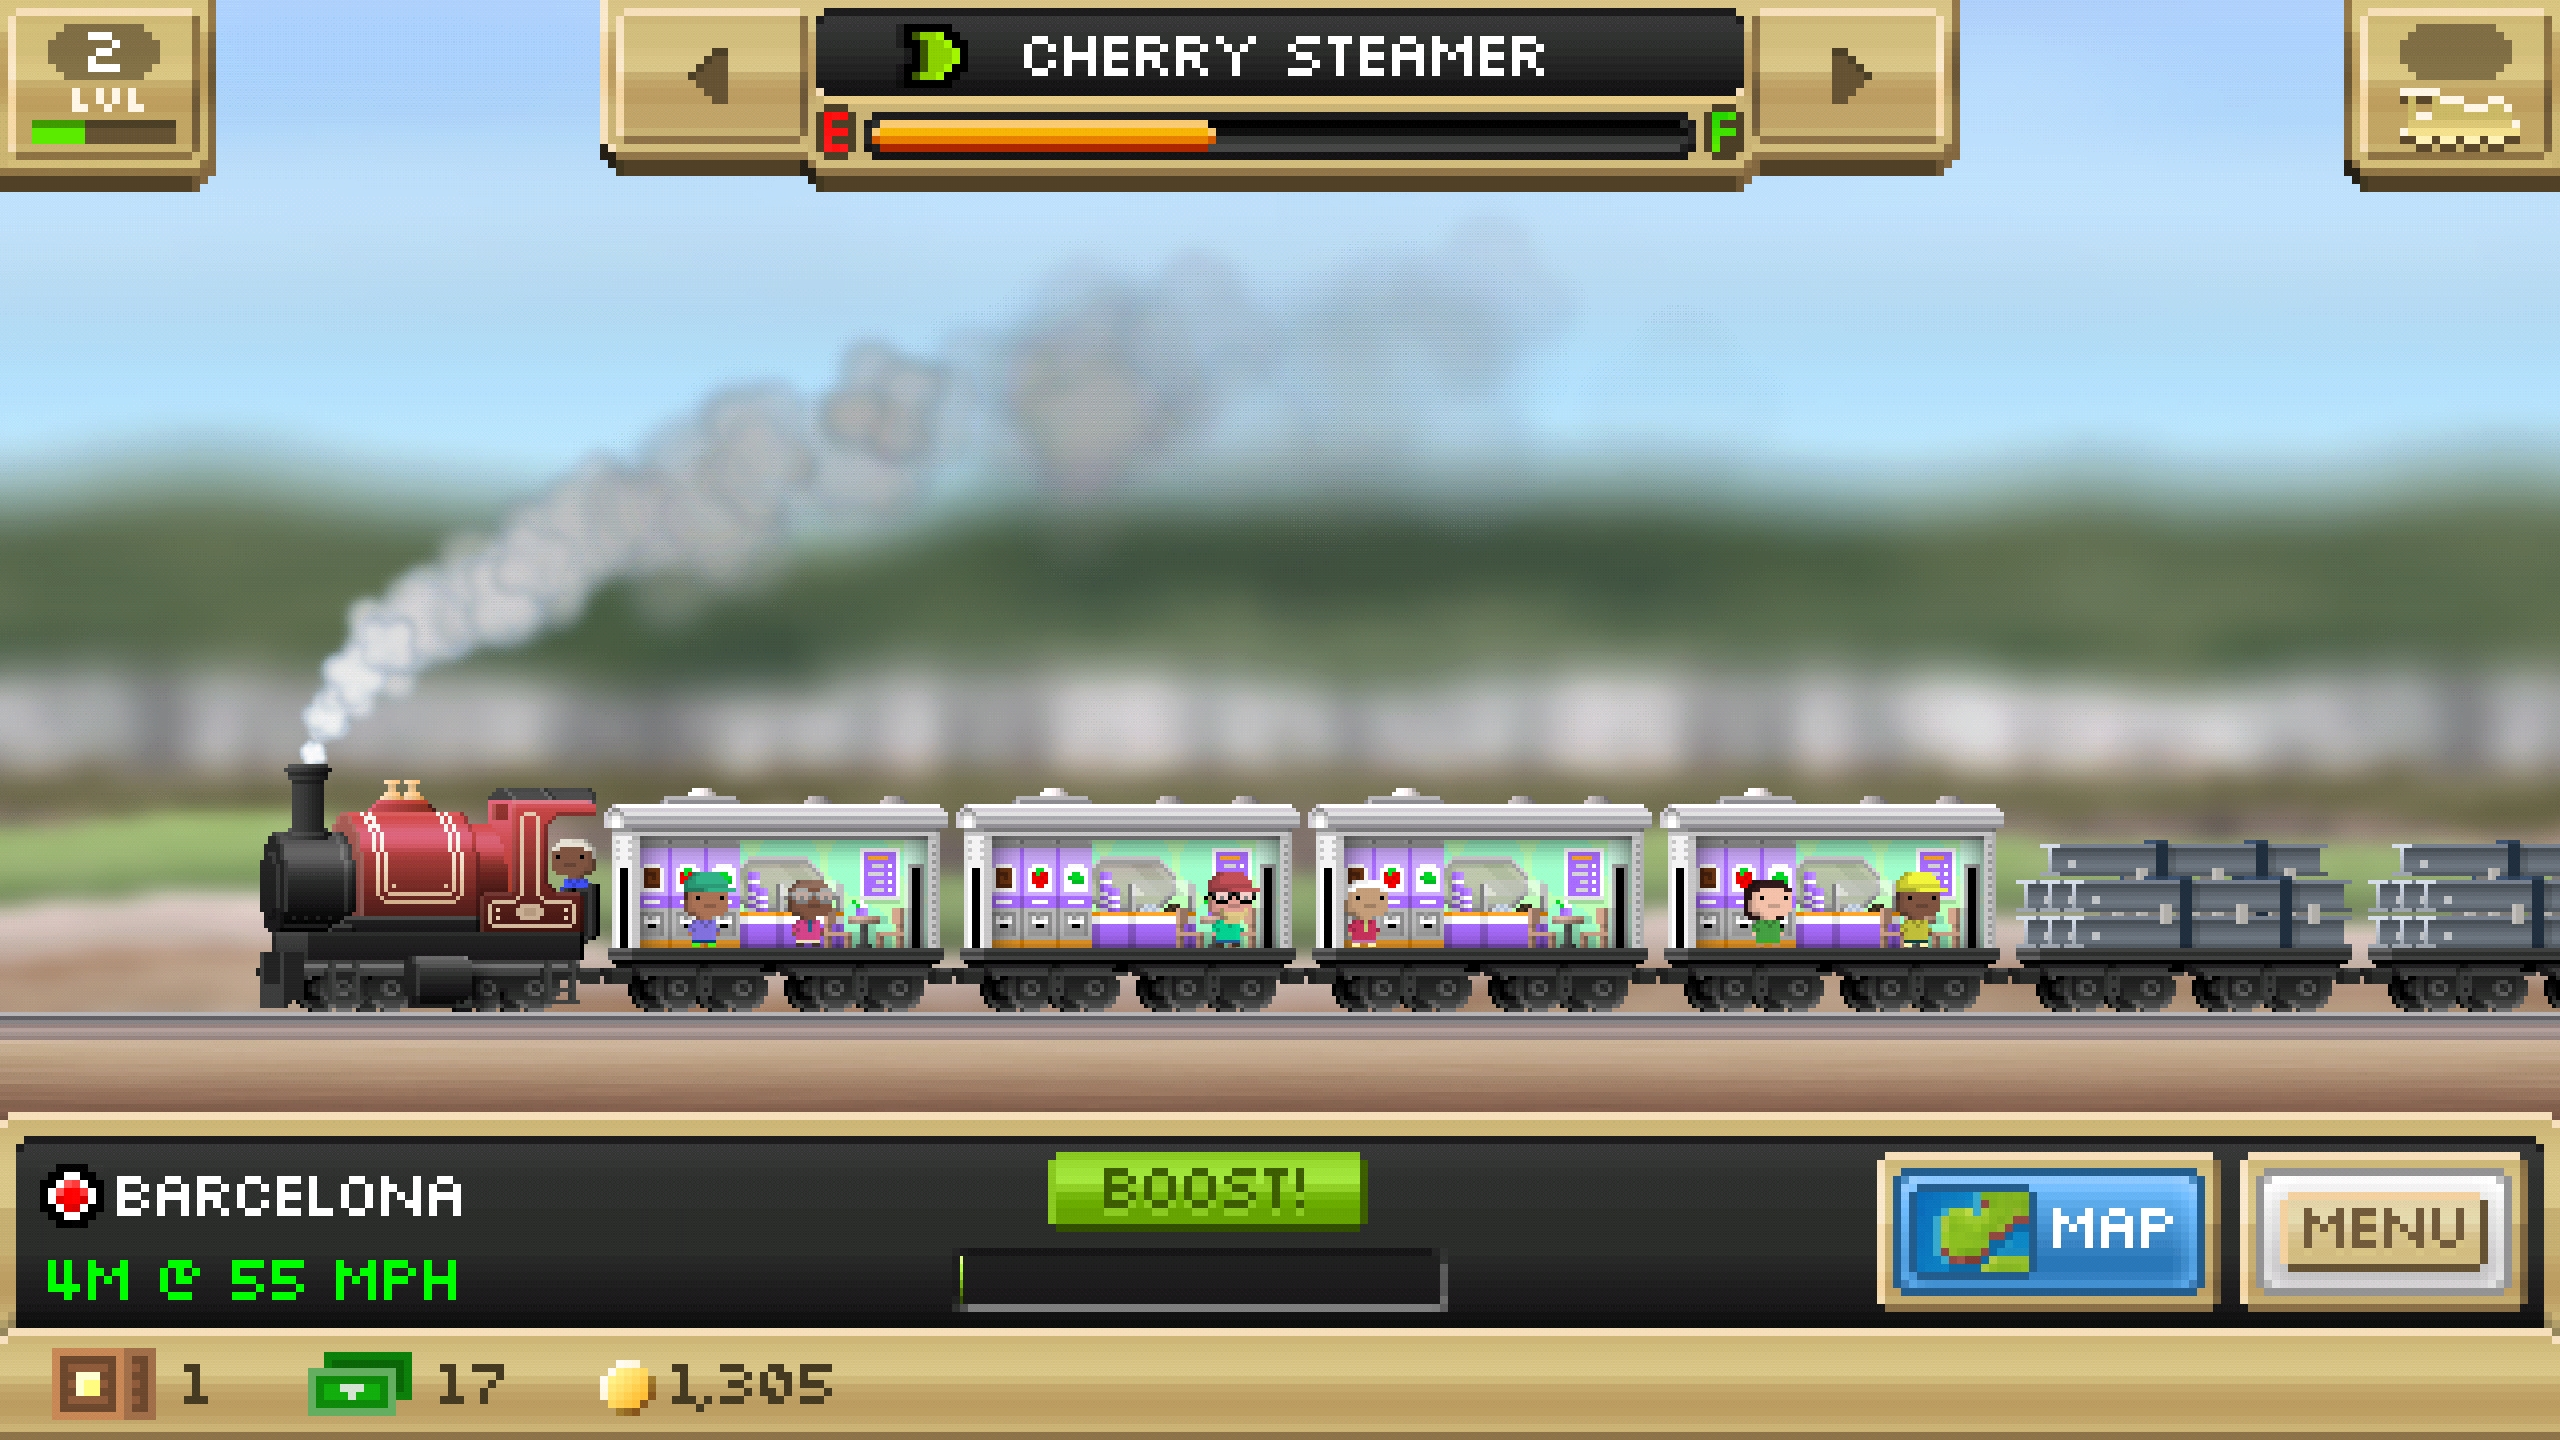 2
LVL
CHERRY STEAMER
E
F
BARCELONA
4M @ 55 MPH
BOOST!
MAP
MENU
1
17
1,305